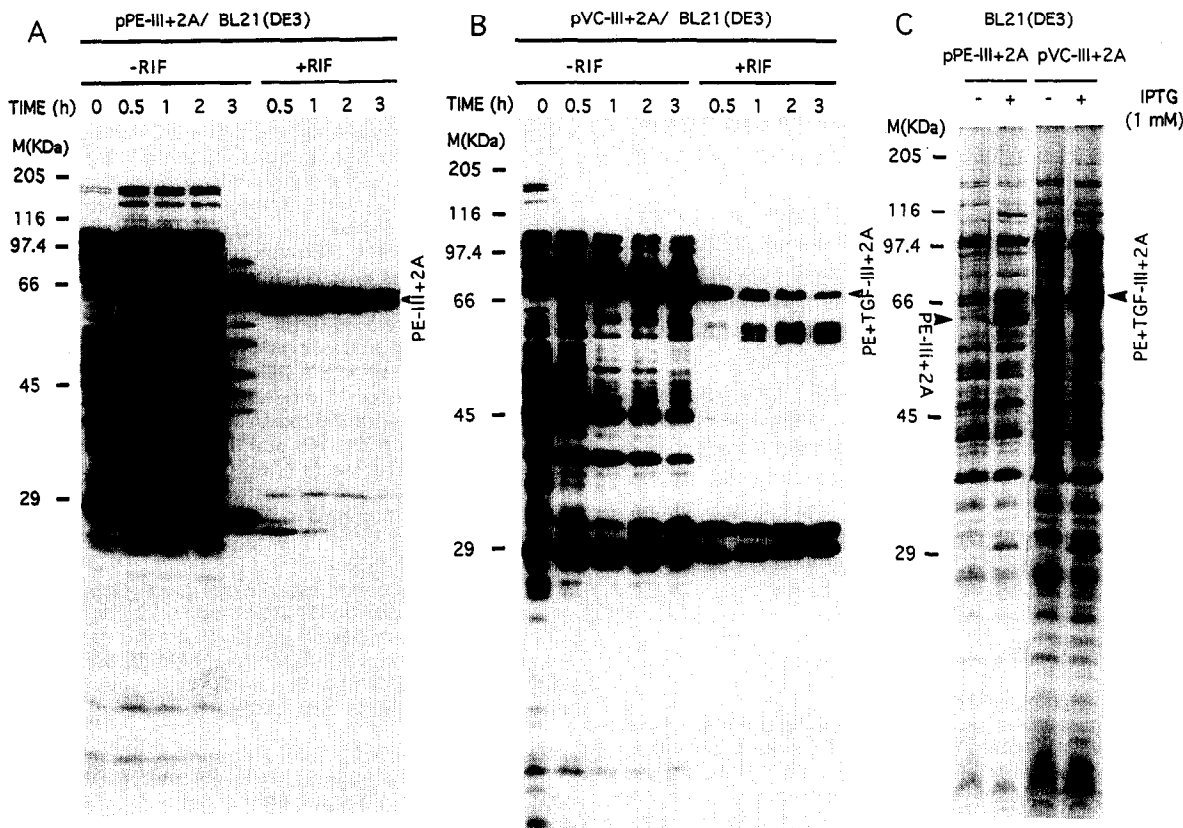 A
pPE-III+2A/ BL21(DE3)
-RIF +RIF
TIME (h) 0 0.5 1 2 3 0.5 1 2 3
M(KDa)
205
116
97.4
66
45
29
PE-III+2A
B
pVC-III+2A/ BL21(DE3)
-RIF +RIF
TIME (h) 0 0.5 1 2 3 0.5 1 2 3
M(KDa)
205
116
97.4
66
45
29
PE+TGF-III+2A
C
BL21(DE3)
pPE-III+2A pVC-III+2A
- + - + IPTG
(1 mM)
M(KDa)
205
116
97.4
66
45
29
PE-III+2A
PE+TGF-III+2A